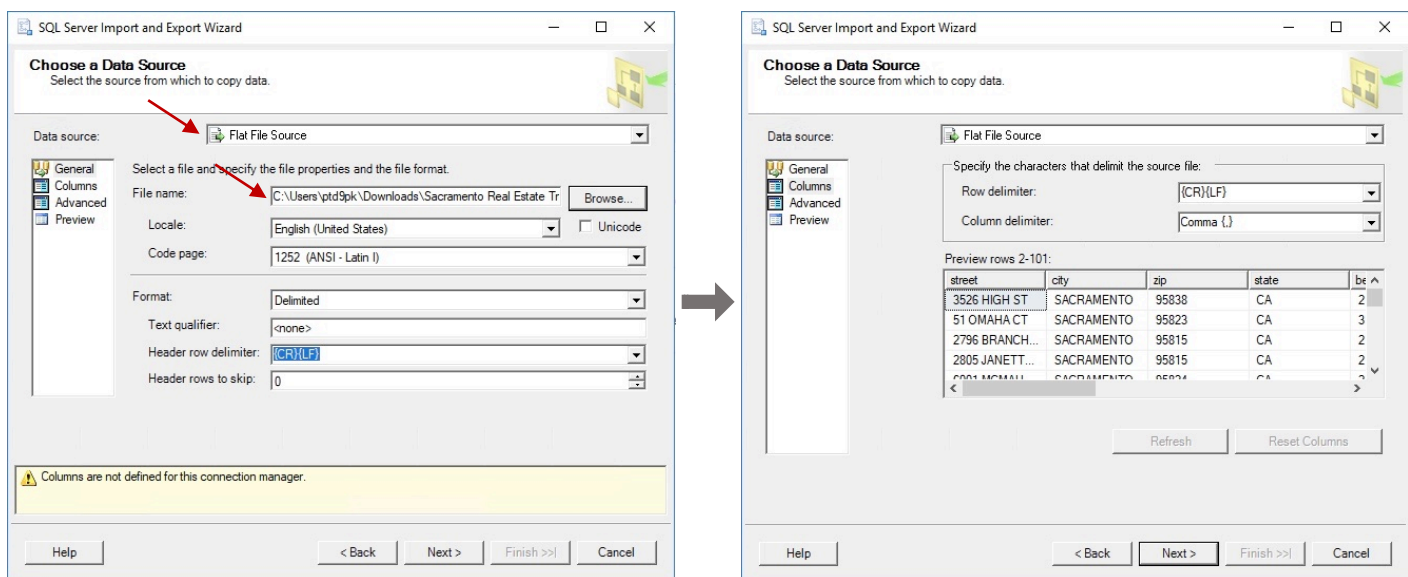 SQL Server Import and Export Wizard
Choose a Data Source
Select the source from which to copy data.
Data source:
Flat File Source
General
Columns
Advanced
Preview
Select a file and specify the file properties and the file format.
File name:
C:\Users\ptd9pk\Downloads\Sacramento Real Estate Tr
Browse...
Locale:
English (United States)
Unicode
Code page:
1252 (ANSI - Latin I)
Format:
Delimited
Text qualifier:
<none>
Header row delimiter:
{CR}{LF}
Header rows to skip:
0
Columns are not defined for this connection manager.
Help
< Back
Next >
Finish >>|
Cancel
SQL Server Import and Export Wizard
Choose a Data Source
Select the source from which to copy data.
Data source:
Flat File Source
General
Columns
Advanced
Preview
Specify the characters that delimit the source file:
Row delimiter:
{CR}{LF}
Column delimiter:
Comma {,}
Preview rows 2-101:
street city zip state be
3526 HIGH ST SACRAMENTO 95838 CA 2
51 OMAHA CT SACRAMENTO 95823 CA 3
2796 BRANCH... SACRAMENTO 95815 CA 2
2805 JANETT... SACRAMENTO 95815 CA 2
SACRAMENTO 95824 CA
Refresh
Reset Columns
Help
< Back
Next >
Finish >>|
Cancel